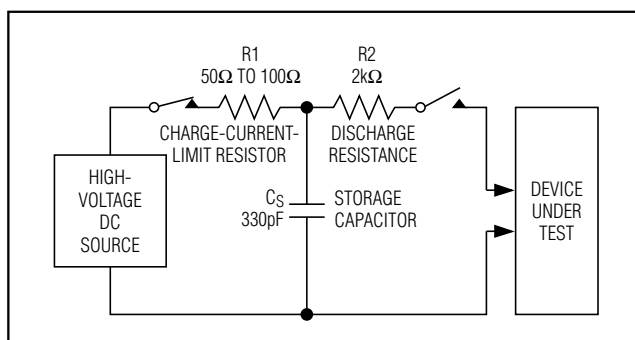 R1
50Ω TO 100Ω
R2
2kΩ
CHARGE-CURRENT-
LIMIT RESISTOR
DISCHARGE
RESISTANCE
HIGH-
VOLTAGE
DC
SOURCE
CS
330pF
STORAGE
CAPACITOR
DEVICE
UNDER
TEST